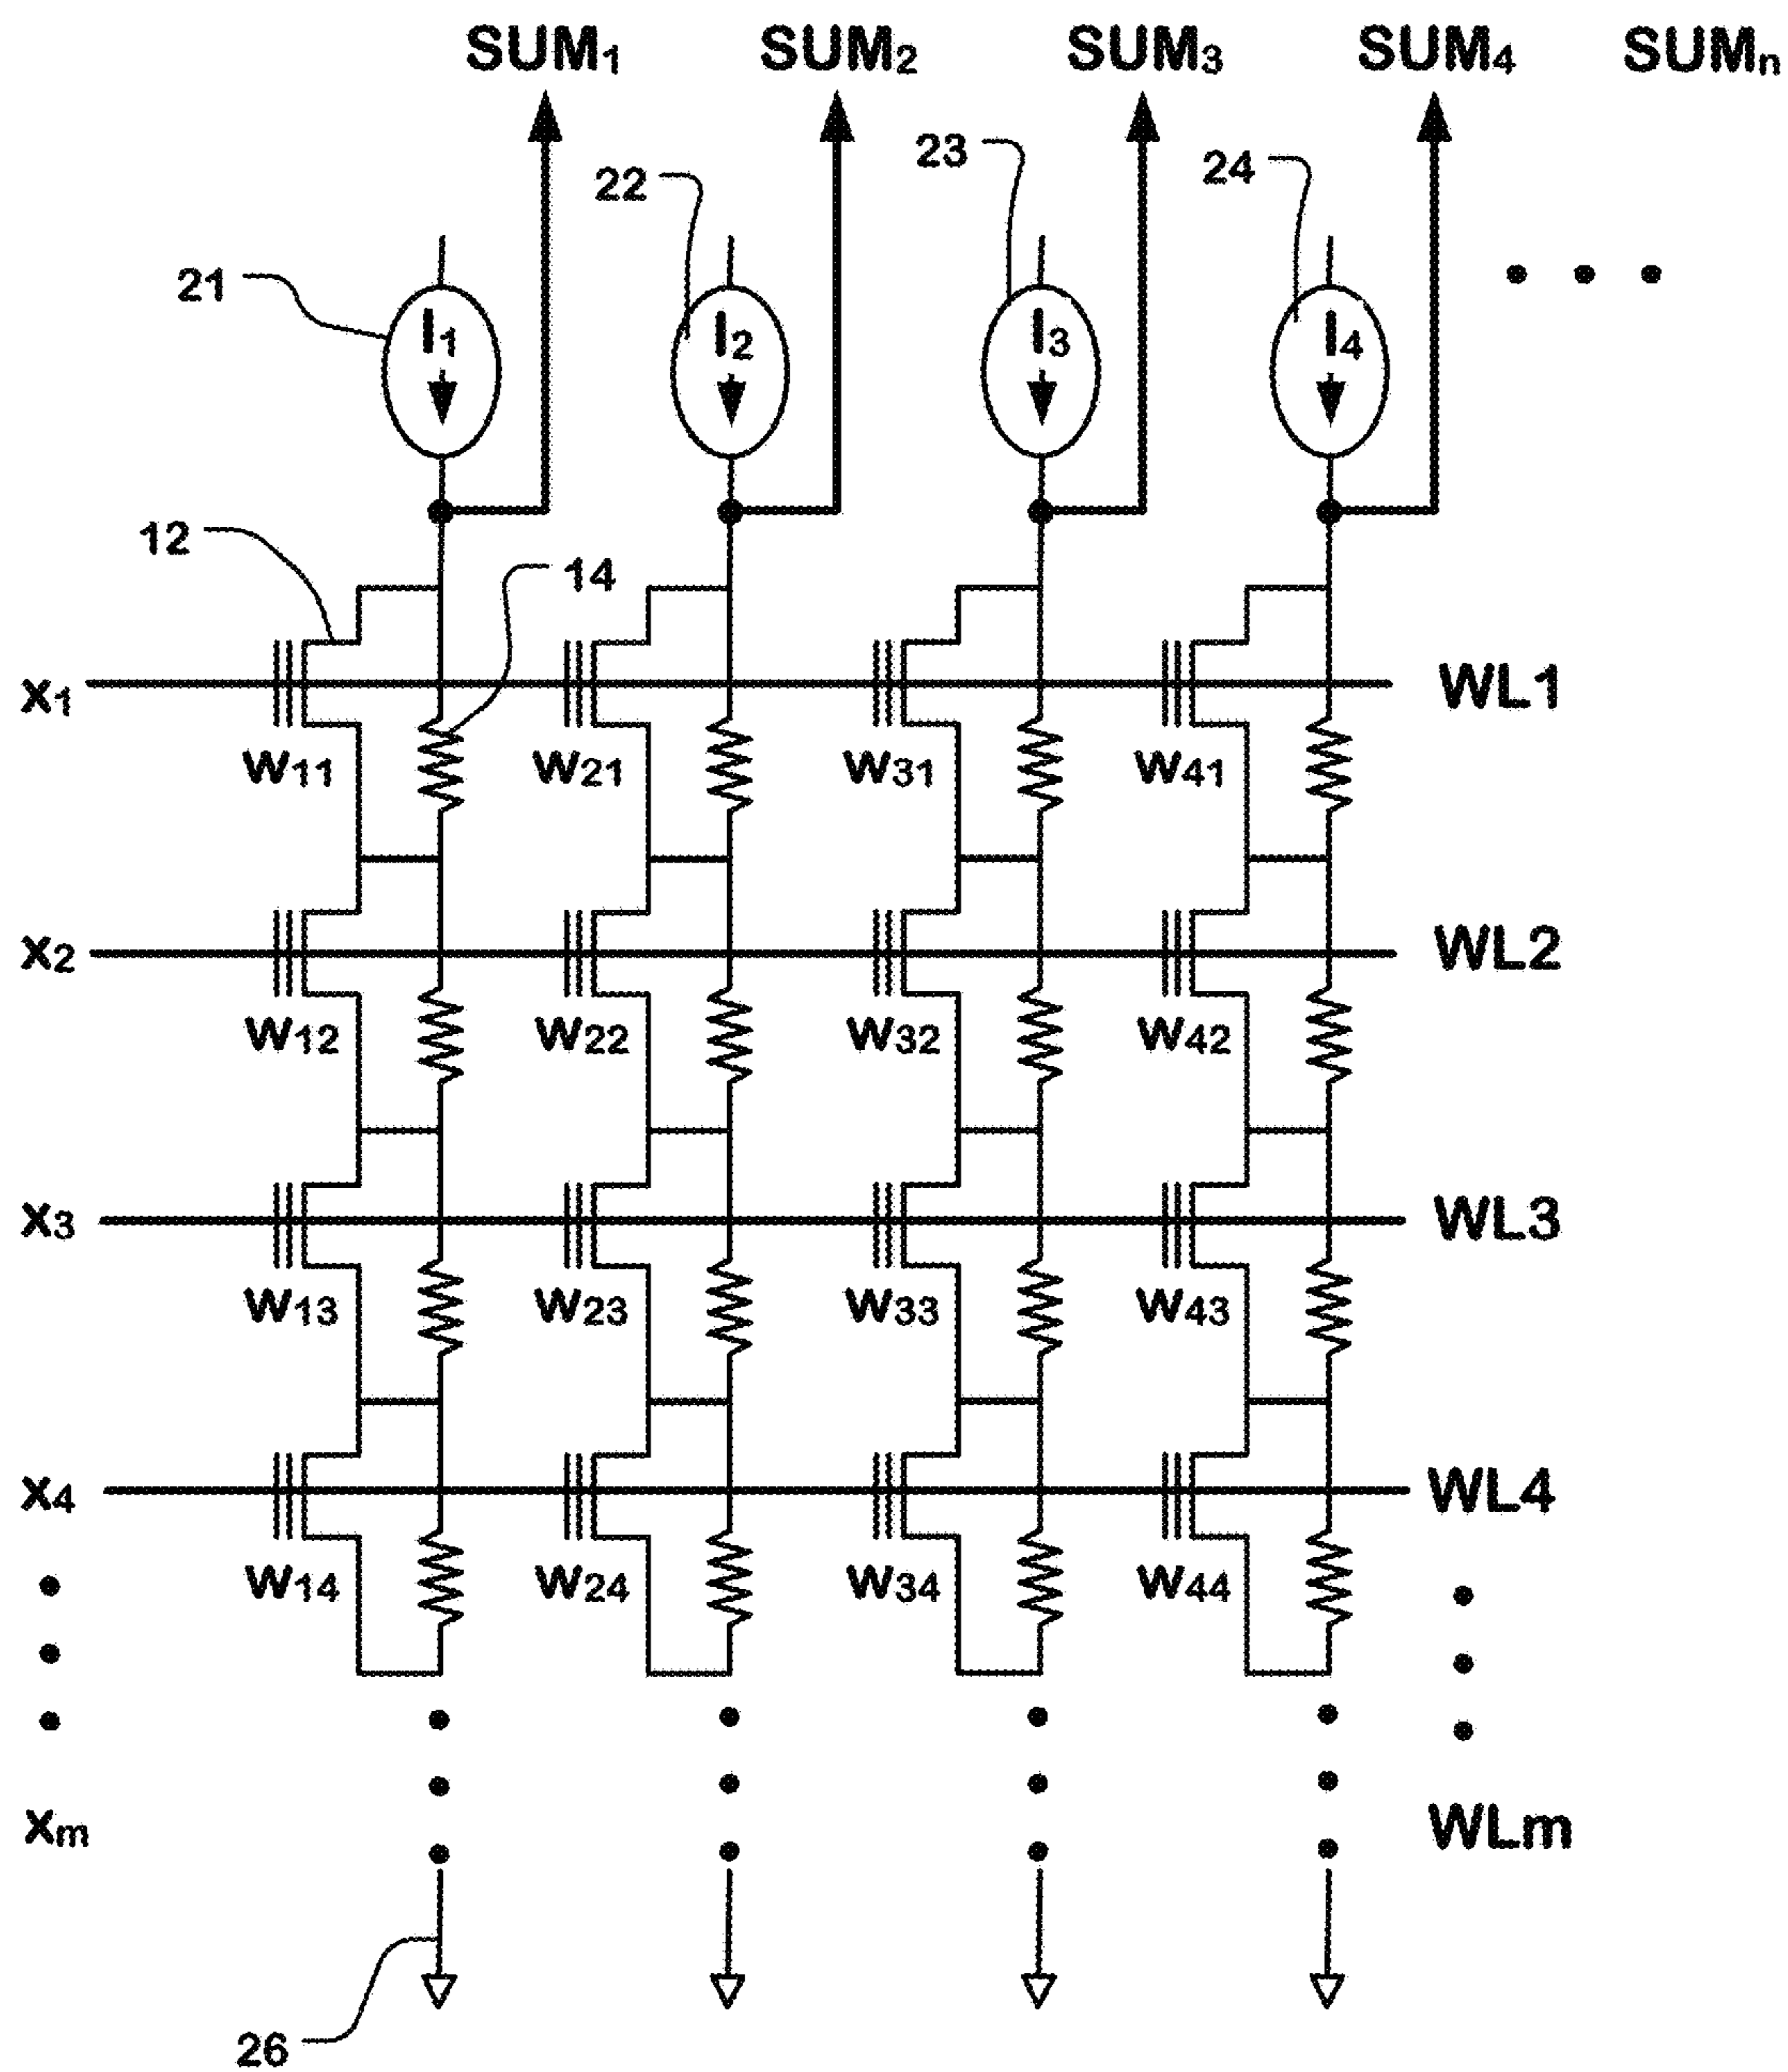 SUM1 SUM2 SUM3 SUM4 SUMn
21 22 23 24
I1 I2 I3 I4
12 14
x1 WL1
w11 w21 w31 w41
x2 WL2
w12 w22 w32 w42
x3 WL3
w13 w23 w33 w43
x4 WL4
w14 w24 w34 w44
xm WLm
26